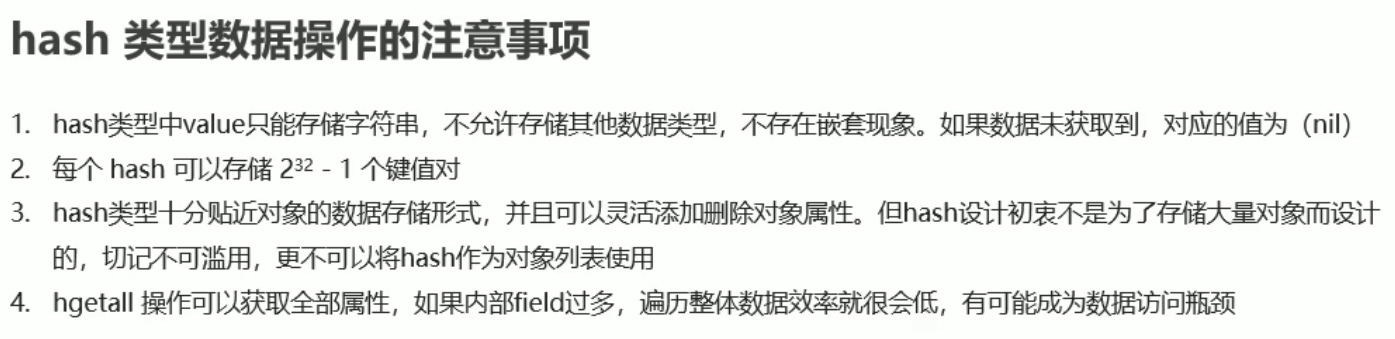 hash 类型数据操作的注意事项
1. hash类型中value只能存储字符串，不允许存储其他数据类型，不存在嵌套现象。如果数据未获取到，对应的值为（nil）
2. 每个 hash 可以存储 2³² - 1 个键值对
3. hash类型十分贴近对象的数据存储形式，并且可以灵活添加删除对象属性。但hash设计初衷不是为了存储大量对象而设计
的，切记不可滥用，更不可以将hash作为对象列表使用
4. hgetall 操作可以获取全部属性，如果内部field过多，遍历整体数据效率就很会低，有可能成为数据访问瓶颈